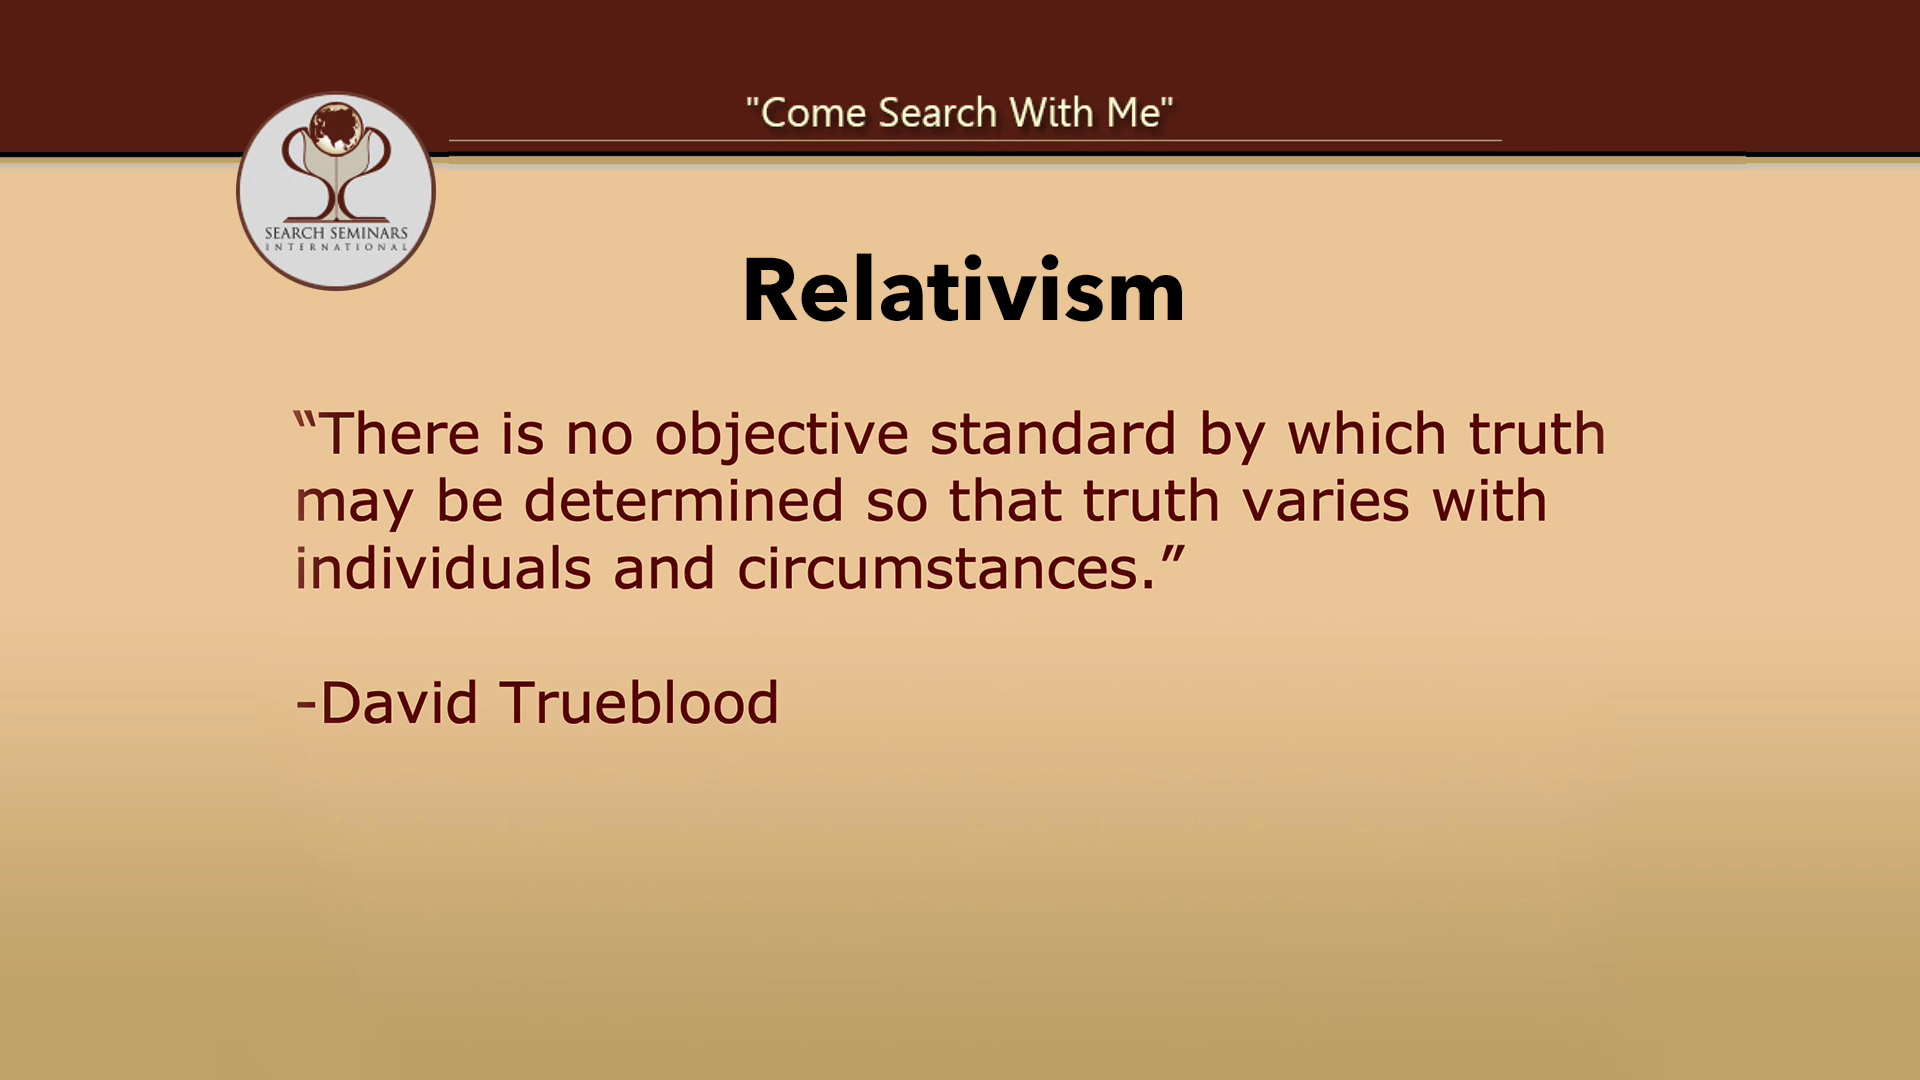 "Come Search With Me"
SEARCH SEMINARS
INTERNATIONAL
Relativism
“There is no objective standard by which truth
may be determined so that truth varies with
individuals and circumstances.”
-David Trueblood